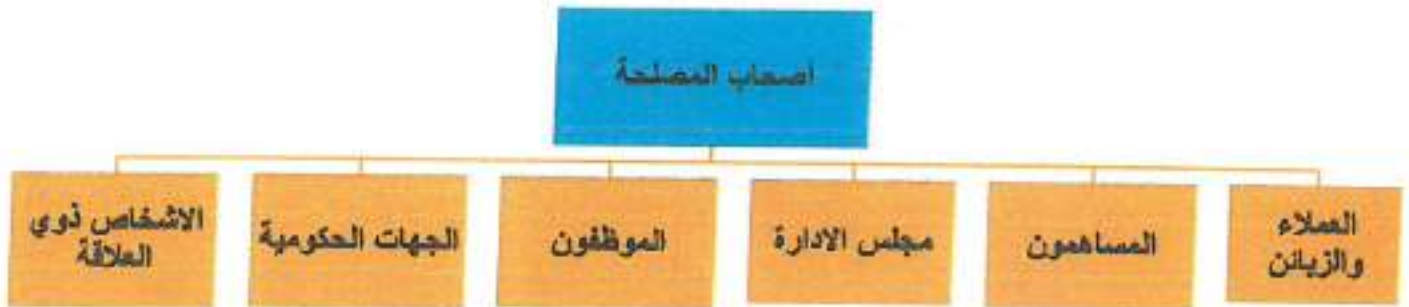 اصحاب المصلحة
العملاء
والزبائن
المساهمون
مجلس الادارة
الموظفون
الجهات الحكومية
الاشخاص ذوي
العلاقة